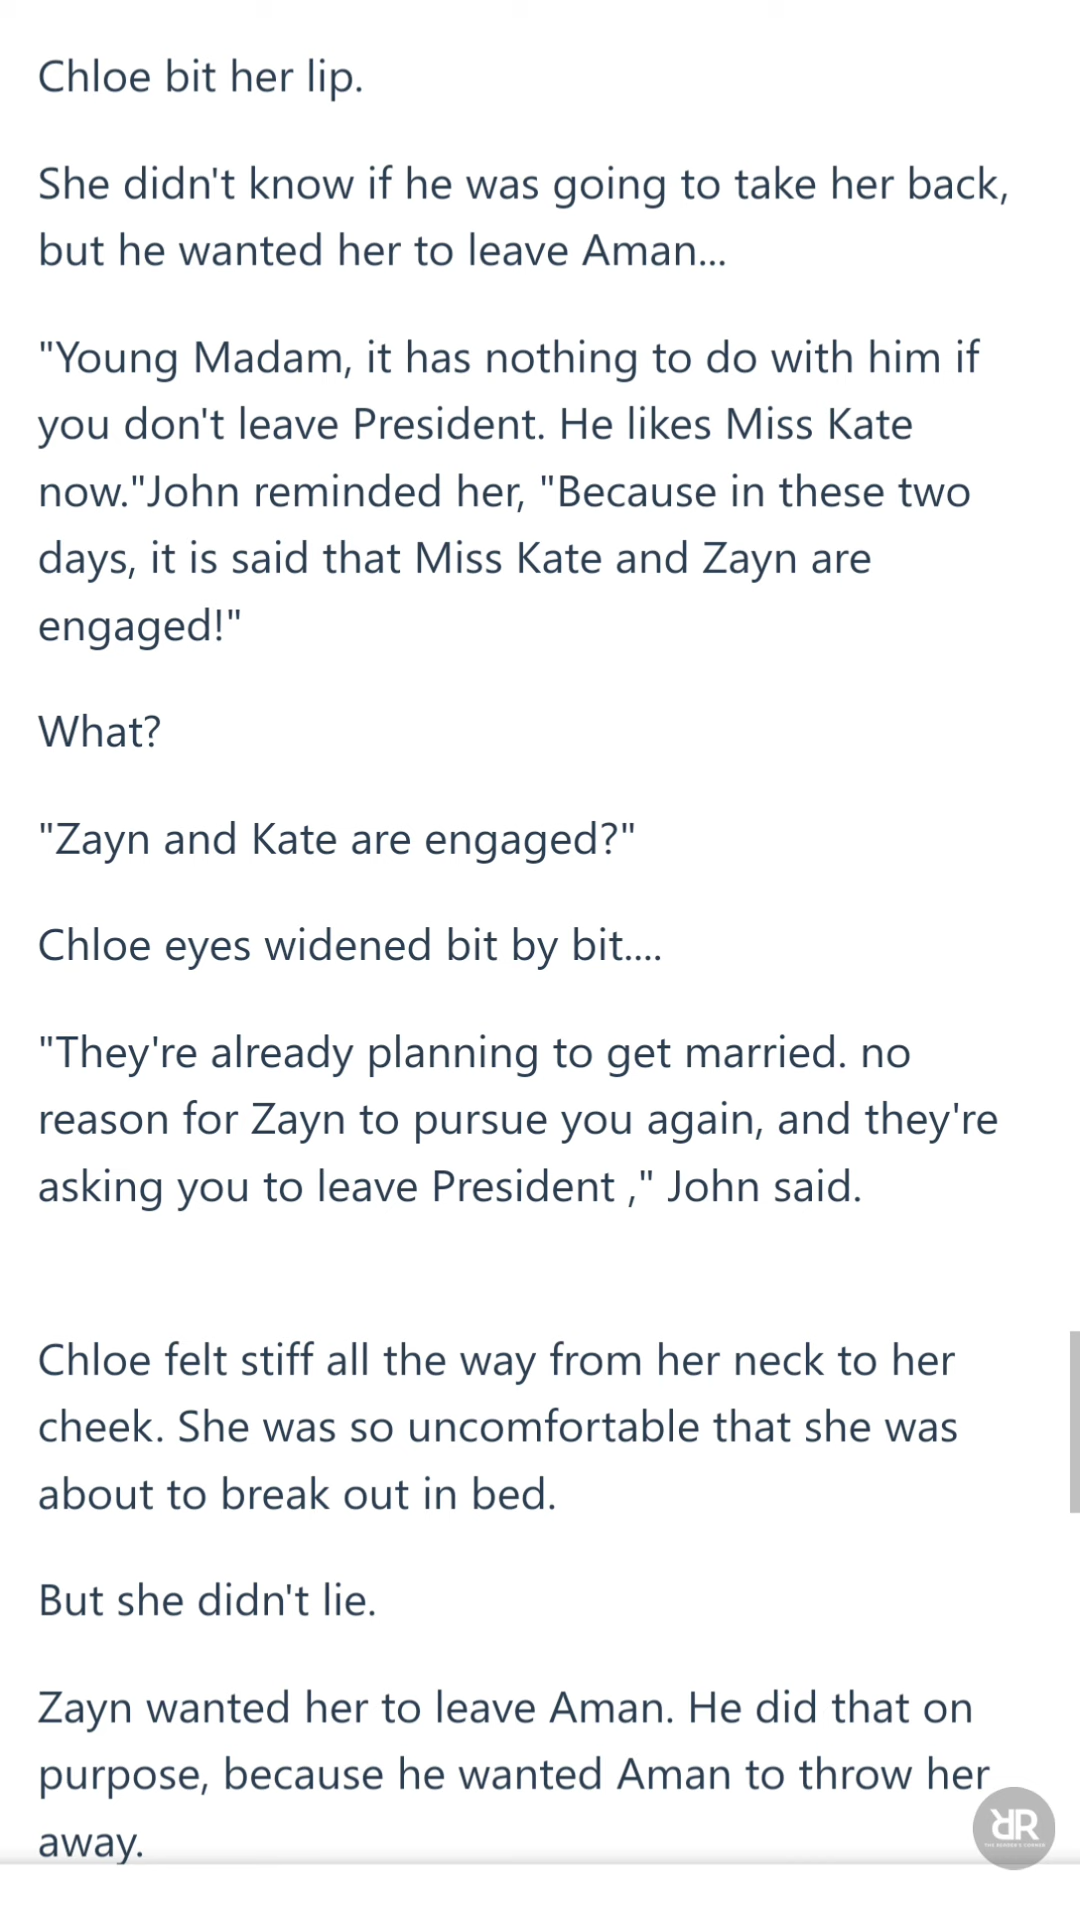 Chloe bit her lip.
She didn't know if he was going to take her back,
but he wanted her to leave Aman...
"Young Madam, it has nothing to do with him if
you don't leave President. He likes Miss Kate
now."John reminded her, "Because in these two
days, it is said that Miss Kate and Zayn are
engaged!"
What?
"Zayn and Kate are engaged?"
Chloe eyes widened bit by bit....
"They're already planning to get married. no
reason for Zayn to pursue you again, and they're
asking you to leave President ," John said.
Chloe felt stiff all the way from her neck to her
cheek. She was so uncomfortable that she was
about to break out in bed.
But she didn't lie.
Zayn wanted her to leave Aman. He did that on
purpose, because he wanted Aman to throw her
away.